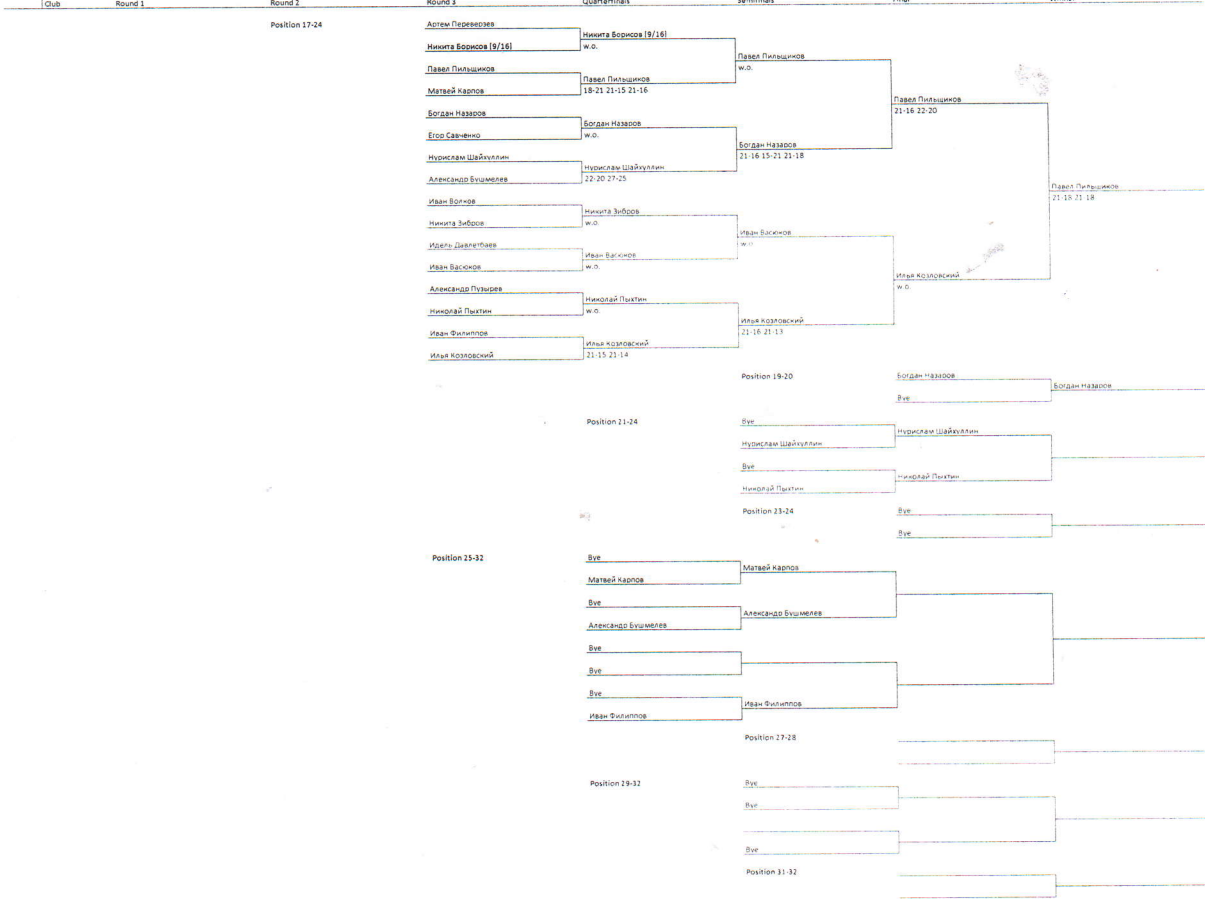 Club Round 1 Round 2 Round 3 Quarterfinals Semifinals
Position 17-24
Артем Переверзев
Никита Борисов [9/16]
Никита Борисов [9/16]
w.o.
Павел Пильщиков
w.o.
Павел Пильщиков
Павел Пильщиков
18-21 21-15 21-16
Матвей Карпов
Павел Пильщиков
21-16 22-20
Богдан Назаров
Богдан Назаров
w.o.
Егор Савченко
Богдан Назаров
21-16 15-21 21-18
Нурислам Шайхуллин
Нурислам Шайхуллин
22-20 27-25
Александр Бушмелев
Павел Пильщиков
21-18 21-18
Иван Волков
Никита Зибров
w.o.
Никита Зибров
Иван Васюков
w.o.
Идель Давлетбаев
Иван Васюков
w.o.
Иван Васюков
Илья Козловский
w.o.
Александр Пузырев
Николай Пыхтин
w.o.
Николай Пыхтин
Илья Козловский
21-16 21-13
Иван Филиппов
Илья Козловский
21-15 21-14
Илья Козловский
Position 19-20
Богдан Назаров
Богдан Назаров
Bye
Position 21-24
Bye
Нурислам Шайхуллин
Нурислам Шайхуллин
Bye
Николай Пыхтин
Николай Пыхтин
Position 23-24
Bye
Bye
Position 25-32
Bye
Матвей Карпов
Матвей Карпов
Bye
Александр Бушмелев
Александр Бушмелев
Bye
Bye
Bye
Иван Филиппов
Иван Филиппов
Position 27-28
Position 29-32
Bye
Bye
Bye
Position 31-32